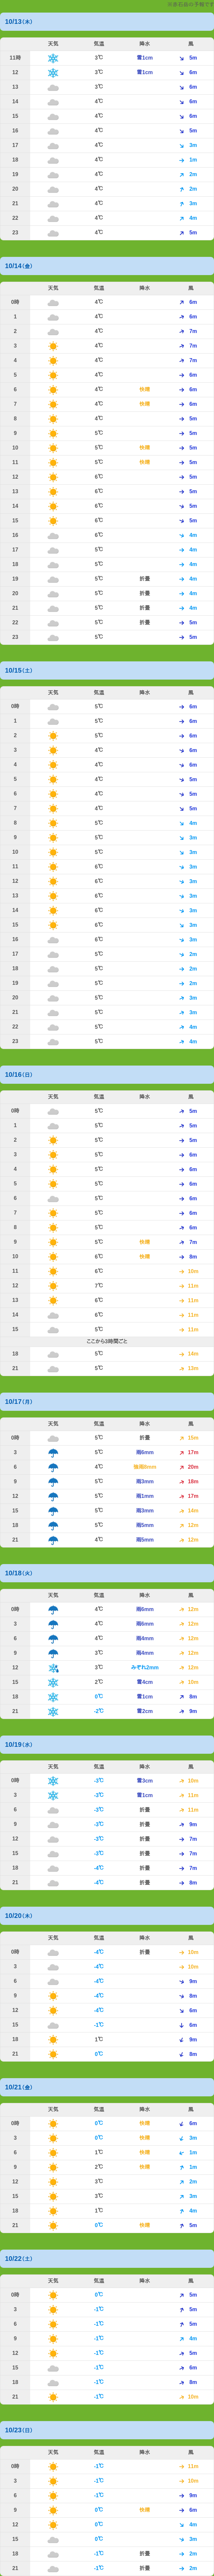 10/13(木)
天気 気温 降水 風
11時 3℃ 雪1cm 5m
12 3℃ 雪1cm 6m
13 3℃ 6m
14 4℃ 6m
15 4℃ 6m
16 4℃ 5m
17 4℃ 3m
18 4℃ 1m
19 4℃ 2m
20 4℃ 2m
21 4℃ 3m
22 4℃ 4m
23 4℃ 5m
10/14(金)
天気 気温 降水 風
0時 4℃ 6m
1 4℃ 6m
2 4℃ 7m
3 4℃ 7m
4 4℃ 7m
5 4℃ 6m
6 4℃ 快晴 6m
7 4℃ 快晴 6m
8 4℃ 5m
9 5℃ 5m
10 5℃ 快晴 5m
11 5℃ 快晴 5m
12 6℃ 5m
13 6℃ 5m
14 6℃ 5m
15 6℃ 5m
16 6℃ 4m
17 5℃ 4m
18 5℃ 4m
19 5℃ 折畳 4m
20 5℃ 折畳 4m
21 5℃ 折畳 4m
22 5℃ 折畳 5m
23 5℃ 5m
10/15(土)
天気 気温 降水 風
0時 5℃ 6m
1 5℃ 6m
2 5℃ 6m
3 4℃ 6m
4 4℃ 6m
5 4℃ 5m
6 4℃ 5m
7 4℃ 5m
8 5℃ 4m
9 5℃ 3m
10 5℃ 3m
11 6℃ 3m
12 6℃ 3m
13 6℃ 3m
14 6℃ 3m
15 6℃ 3m
16 6℃ 3m
17 5℃ 2m
18 5℃ 2m
19 5℃ 2m
20 5℃ 3m
21 5℃ 3m
22 5℃ 4m
23 5℃ 4m
10/16(日)
天気 気温 降水 風
0時 5℃ 5m
1 5℃ 5m
2 5℃ 5m
3 5℃ 6m
4 5℃ 6m
5 5℃ 6m
6 5℃ 6m
7 5℃ 6m
8 5℃ 6m
9 5℃ 快晴 7m
10 6℃ 快晴 8m
11 6℃ 10m
12 7℃ 11m
13 6℃ 11m
14 6℃ 11m
15 5℃ 11m
ここから3時間ごと
18 5℃ 14m
21 5℃ 13m
10/17(月)
天気 気温 降水 風
0時 5℃ 折畳 15m
3 5℃ 雨6mm 17m
6 4℃ 強雨8mm 20m
9 5℃ 雨3mm 18m
12 5℃ 雨1mm 17m
15 5℃ 雨3mm 14m
18 5℃ 雨5mm 12m
21 4℃ 雨5mm 12m
10/18(火)
天気 気温 降水 風
0時 4℃ 雨6mm 12m
3 4℃ 雨6mm 12m
6 4℃ 雨4mm 12m
9 3℃ 雨4mm 12m
12 3℃ みぞれ2mm 12m
15 2℃ 雪4cm 10m
18 0℃ 雪1cm 8m
21 -2℃ 雪2cm 9m
10/19(水)
天気 気温 降水 風
0時 -3℃ 雪3cm 10m
3 -3℃ 雪1cm 11m
6 -3℃ 折畳 11m
9 -3℃ 折畳 9m
12 -3℃ 折畳 7m
15 -3℃ 折畳 7m
18 -4℃ 折畳 7m
21 -4℃ 折畳 8m
10/20(木)
天気 気温 降水 風
0時 -4℃ 折畳 10m
3 -4℃ 10m
6 -4℃ 9m
9 -4℃ 8m
12 -4℃ 6m
15 -1℃ 6m
18 1℃ 9m
21 0℃ 8m
10/21(金)
天気 気温 降水 風
0時 0℃ 快晴 6m
3 0℃ 快晴 3m
6 1℃ 快晴 1m
9 2℃ 快晴 1m
12 3℃ 2m
15 3℃ 3m
18 1℃ 4m
21 0℃ 快晴 5m
10/22(土)
天気 気温 降水 風
0時 0℃ 5m
3 -1℃ 5m
6 -1℃ 5m
9 -1℃ 4m
12 -1℃ 5m
15 -1℃ 6m
18 -1℃ 8m
21 -1℃ 10m
10/23(日)
天気 気温 降水 風
0時 -1℃ 11m
3 -1℃ 10m
6 -1℃ 9m
9 0℃ 快晴 6m
12 0℃ 4m
15 0℃ 3m
18 -1℃ 折畳 2m
21 -1℃ 折畳 2m